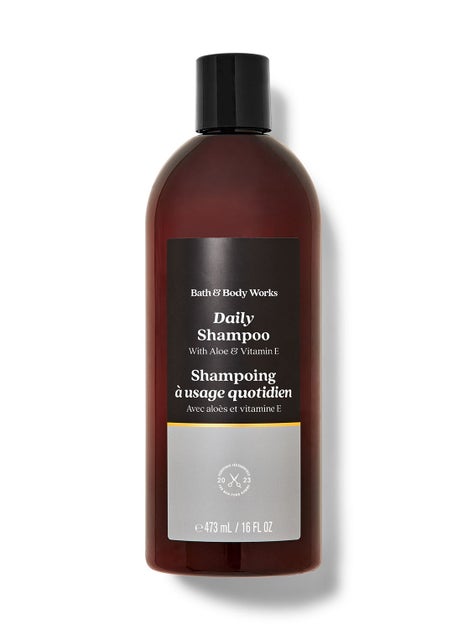 Bath & Body Works
Daily
Shampoo
With Aloe & Vitamin E
Shampoing
à usage quotidien
Avec aloès et vitamine E
20 23
℮ 473 mL / 16 FL OZ